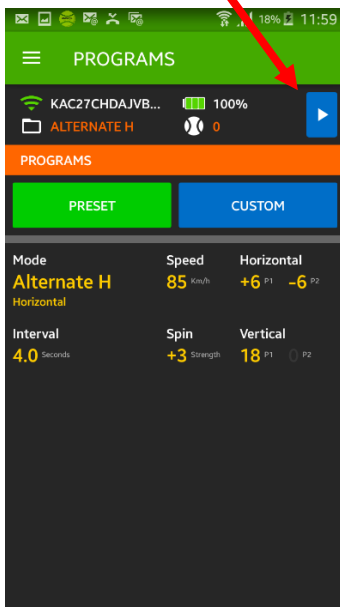 18% 11:59
PROGRAMS
KAC27CHDAJVB... 100%
ALTERNATE H 0
PROGRAMS
PRESET CUSTOM
Mode Speed Horizontal
Alternate H 85 Km/h +6 P1 -6 P2
Horizontal
Interval Spin Vertical
4.0 Seconds +3 Strength 18 P1 0 P2